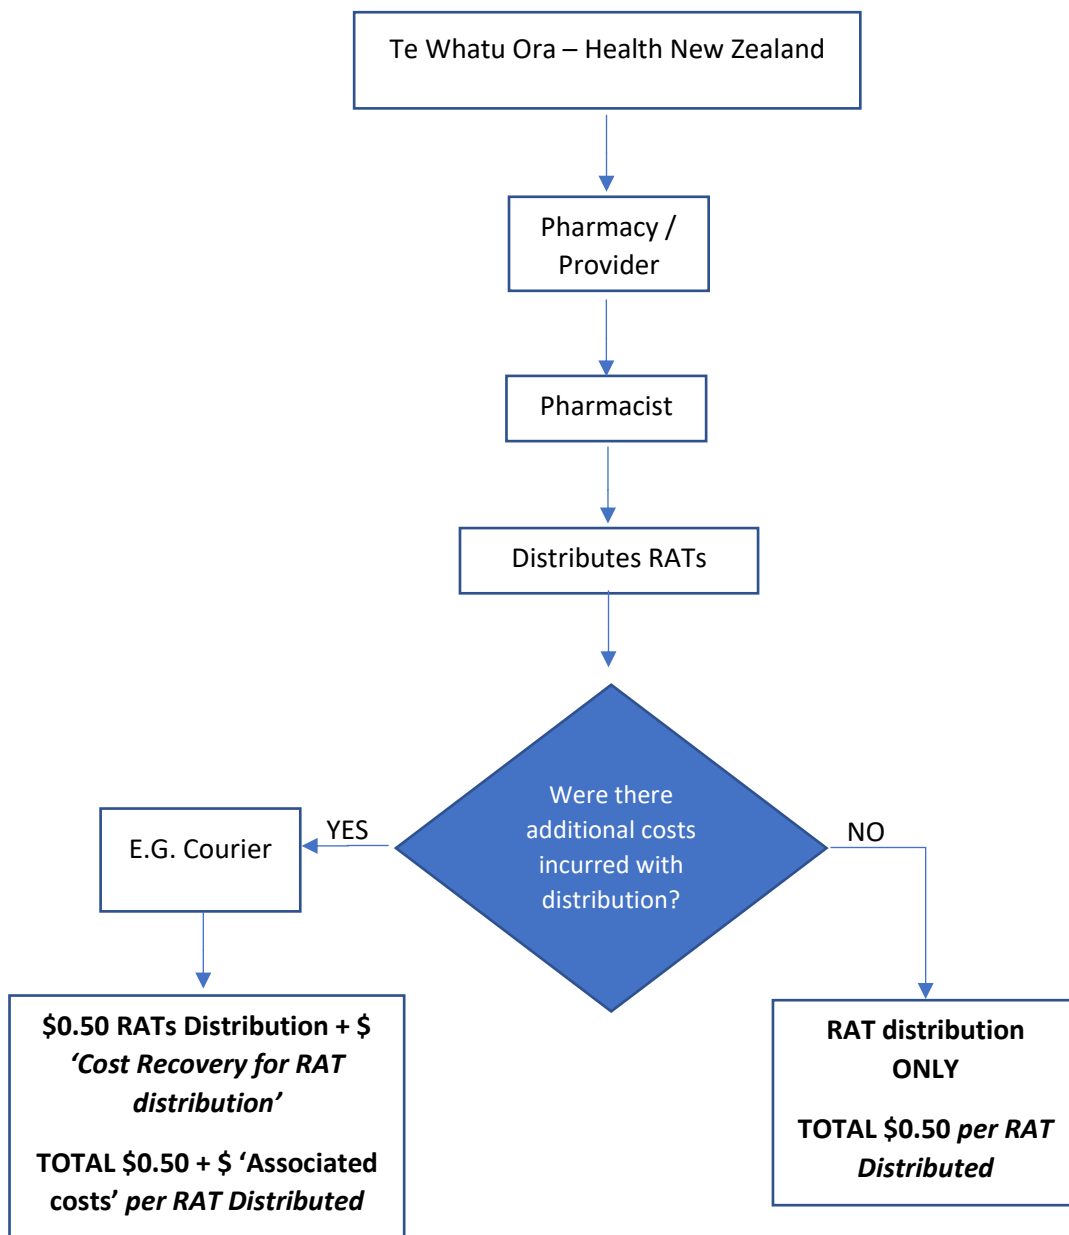 Te Whatu Ora – Health New Zealand
Pharmacy /
Provider
Pharmacist
Distributes RATs
Were there
additional costs
incurred with
distribution?
YES
NO
E.G. Courier
$0.50 RATs Distribution + $
‘Cost Recovery for RAT
distribution’
TOTAL $0.50 + $ ‘Associated
costs’ per RAT Distributed
RAT distribution
ONLY
TOTAL $0.50 per RAT
Distributed